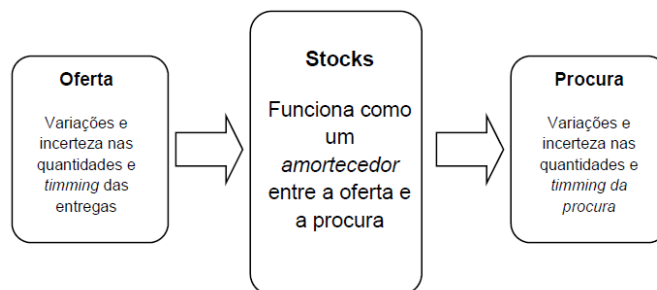 Oferta
Variações e
incerteza nas
quantidades e
timming das
entregas
Stocks
Funciona como
um
amortecedor
entre a oferta e
a procura
Procura
Variações e
incerteza nas
quantidades e
timming da
procura